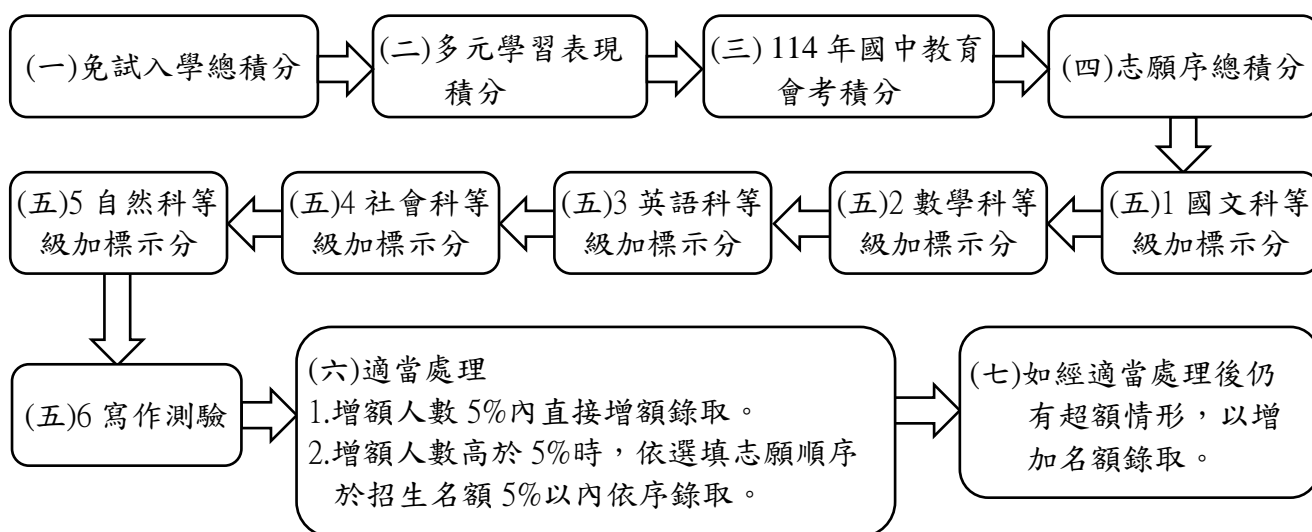 (一)免試入學總積分
(二)多元學習表現
積分
(三)114 年國中教育
會考積分
(四)志願序總積分
(五)1 國文科等
級加標示分
(五)2 數學科等
級加標示分
(五)3 英語科等
級加標示分
(五)4 社會科等
級加標示分
(五)5 自然科等
級加標示分
(五)6 寫作測驗
(六)適當處理
1.增額人數 5%內直接增額錄取。
2.增額人數高於 5%時，依選填志願順序
於招生名額 5%以內依序錄取。
(七)如經適當處理後仍
有超額情形，以增
加名額錄取。